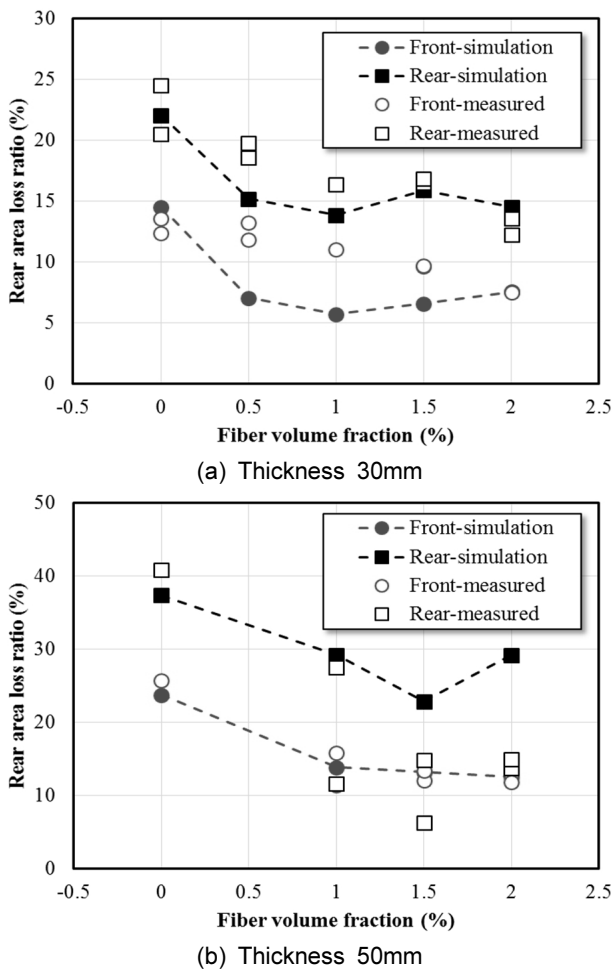 30
25
20
15
10
5
0
Rear area loss ratio (%)
Front-simulation
Rear-simulation
Front-measured
Rear-measured
-0.5 0 0.5 1 1.5 2 2.5
Fiber volume fraction (%)
(a) Thickness 30mm
50
40
30
20
10
0
Rear area loss ratio (%)
Front-simulation
Rear-simulation
Front-measured
Rear-measured
-0.5 0 0.5 1 1.5 2 2.5
Fiber volume fraction (%)
(b) Thickness 50mm